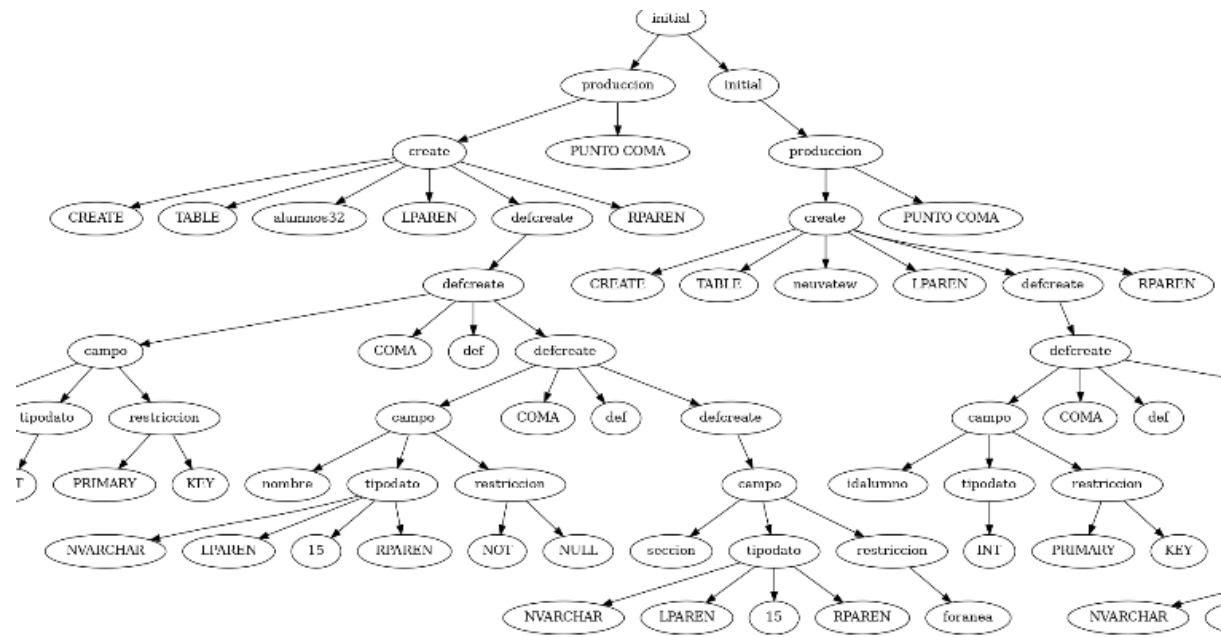 initial
produccion initial
create PUNTO COMA produccion
CREATE TABLE alumnos32 LPAREN defcreate RPAREN create PUNTO COMA
defcreate CREATE TABLE neuvatew LPAREN defcreate RPAREN
campo COMA def defcreate defcreate
tipodato restriccion campo COMA def defcreate campo COMA def
T PRIMARY KEY nombre tipodato restriccion campo idalumno tipodato restriccion
NVARCHAR LPAREN 15 RPAREN NOT NULL seccion tipodato restriccion INT PRIMARY KEY
NVARCHAR LPAREN 15 RPAREN foranea NVARCHAR